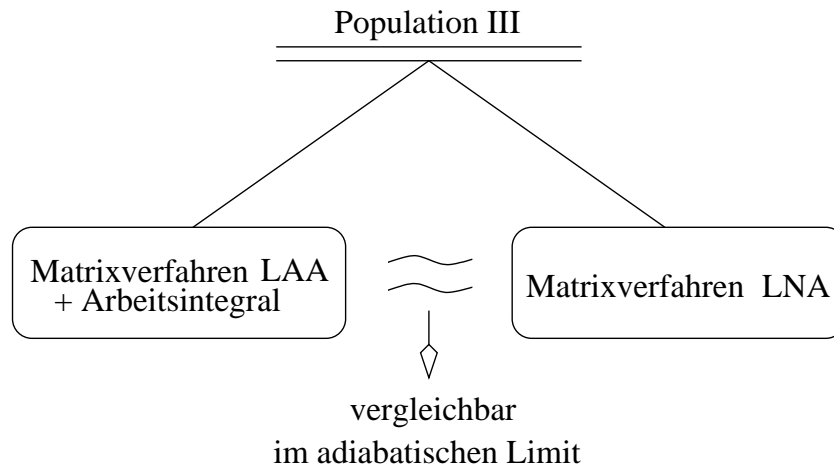 Population III
Matrixverfahren LAA
+ Arbeitsintegral
Matrixverfahren LNA
vergleichbar
im adiabatischen Limit